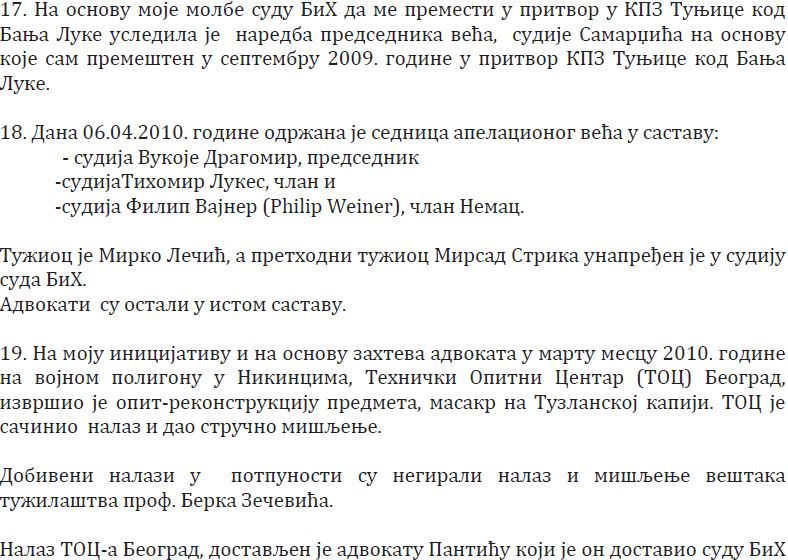 17. На основу моје молбе суду БиХ да ме премести у притвор у КПЗ Туњице код
Бања Луке уследила је наредба председника већа, судије Самарџића на основу
које сам премештен у септембру 2009. године у притвор КПЗ Туњице код Бања
Луке.
18. Дана 06.04.2010. године одржана је седница апелационог већа у саставу:
- судија Вукоје Драгомир, председник
-судијаТихомир Лукес, члан и
-судија Филип Вајнер (Philip Weiner), члан Немац.
Тужиоц је Мирко Лечић, а претходни тужиоц Мирсад Стрика унапређен је у судију
суда БиХ.
Адвокати су остали у истом саставу.
19. На моју иницијативу и на основу захтева адвоката у марту месцу 2010. године
на војном полигону у Никинцима, Технички Опитни Центар (ТОЦ) Београд,
извршио је опит-реконструкцију предмета, масакр на Тузланској капији. ТОЦ је
сачинио налаз и дао стручно мишљење.
Добивени налази у потпуности су негирали налаз и мишљење вештака
тужилаштва проф. Берка Зечевића.
Налаз ТОЦ-а Београд, достављен је адвокату Пантићу који је он доставио суду БиХ